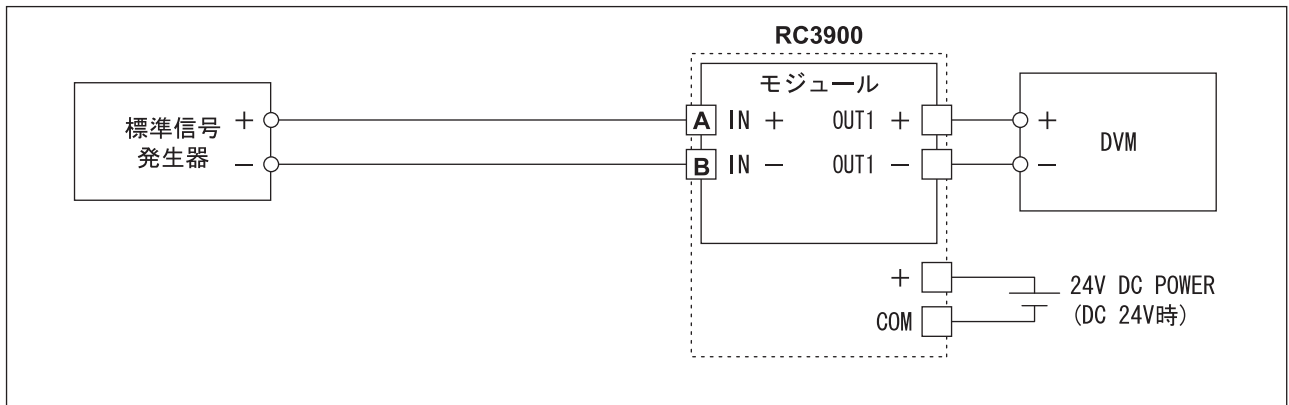 RC3900
モジュール
標準信号
発生器
+
−
A IN + OUT1 +
B IN − OUT1 −
+
−
DVM
+
COM
24V DC POWER
(DC 24V時)